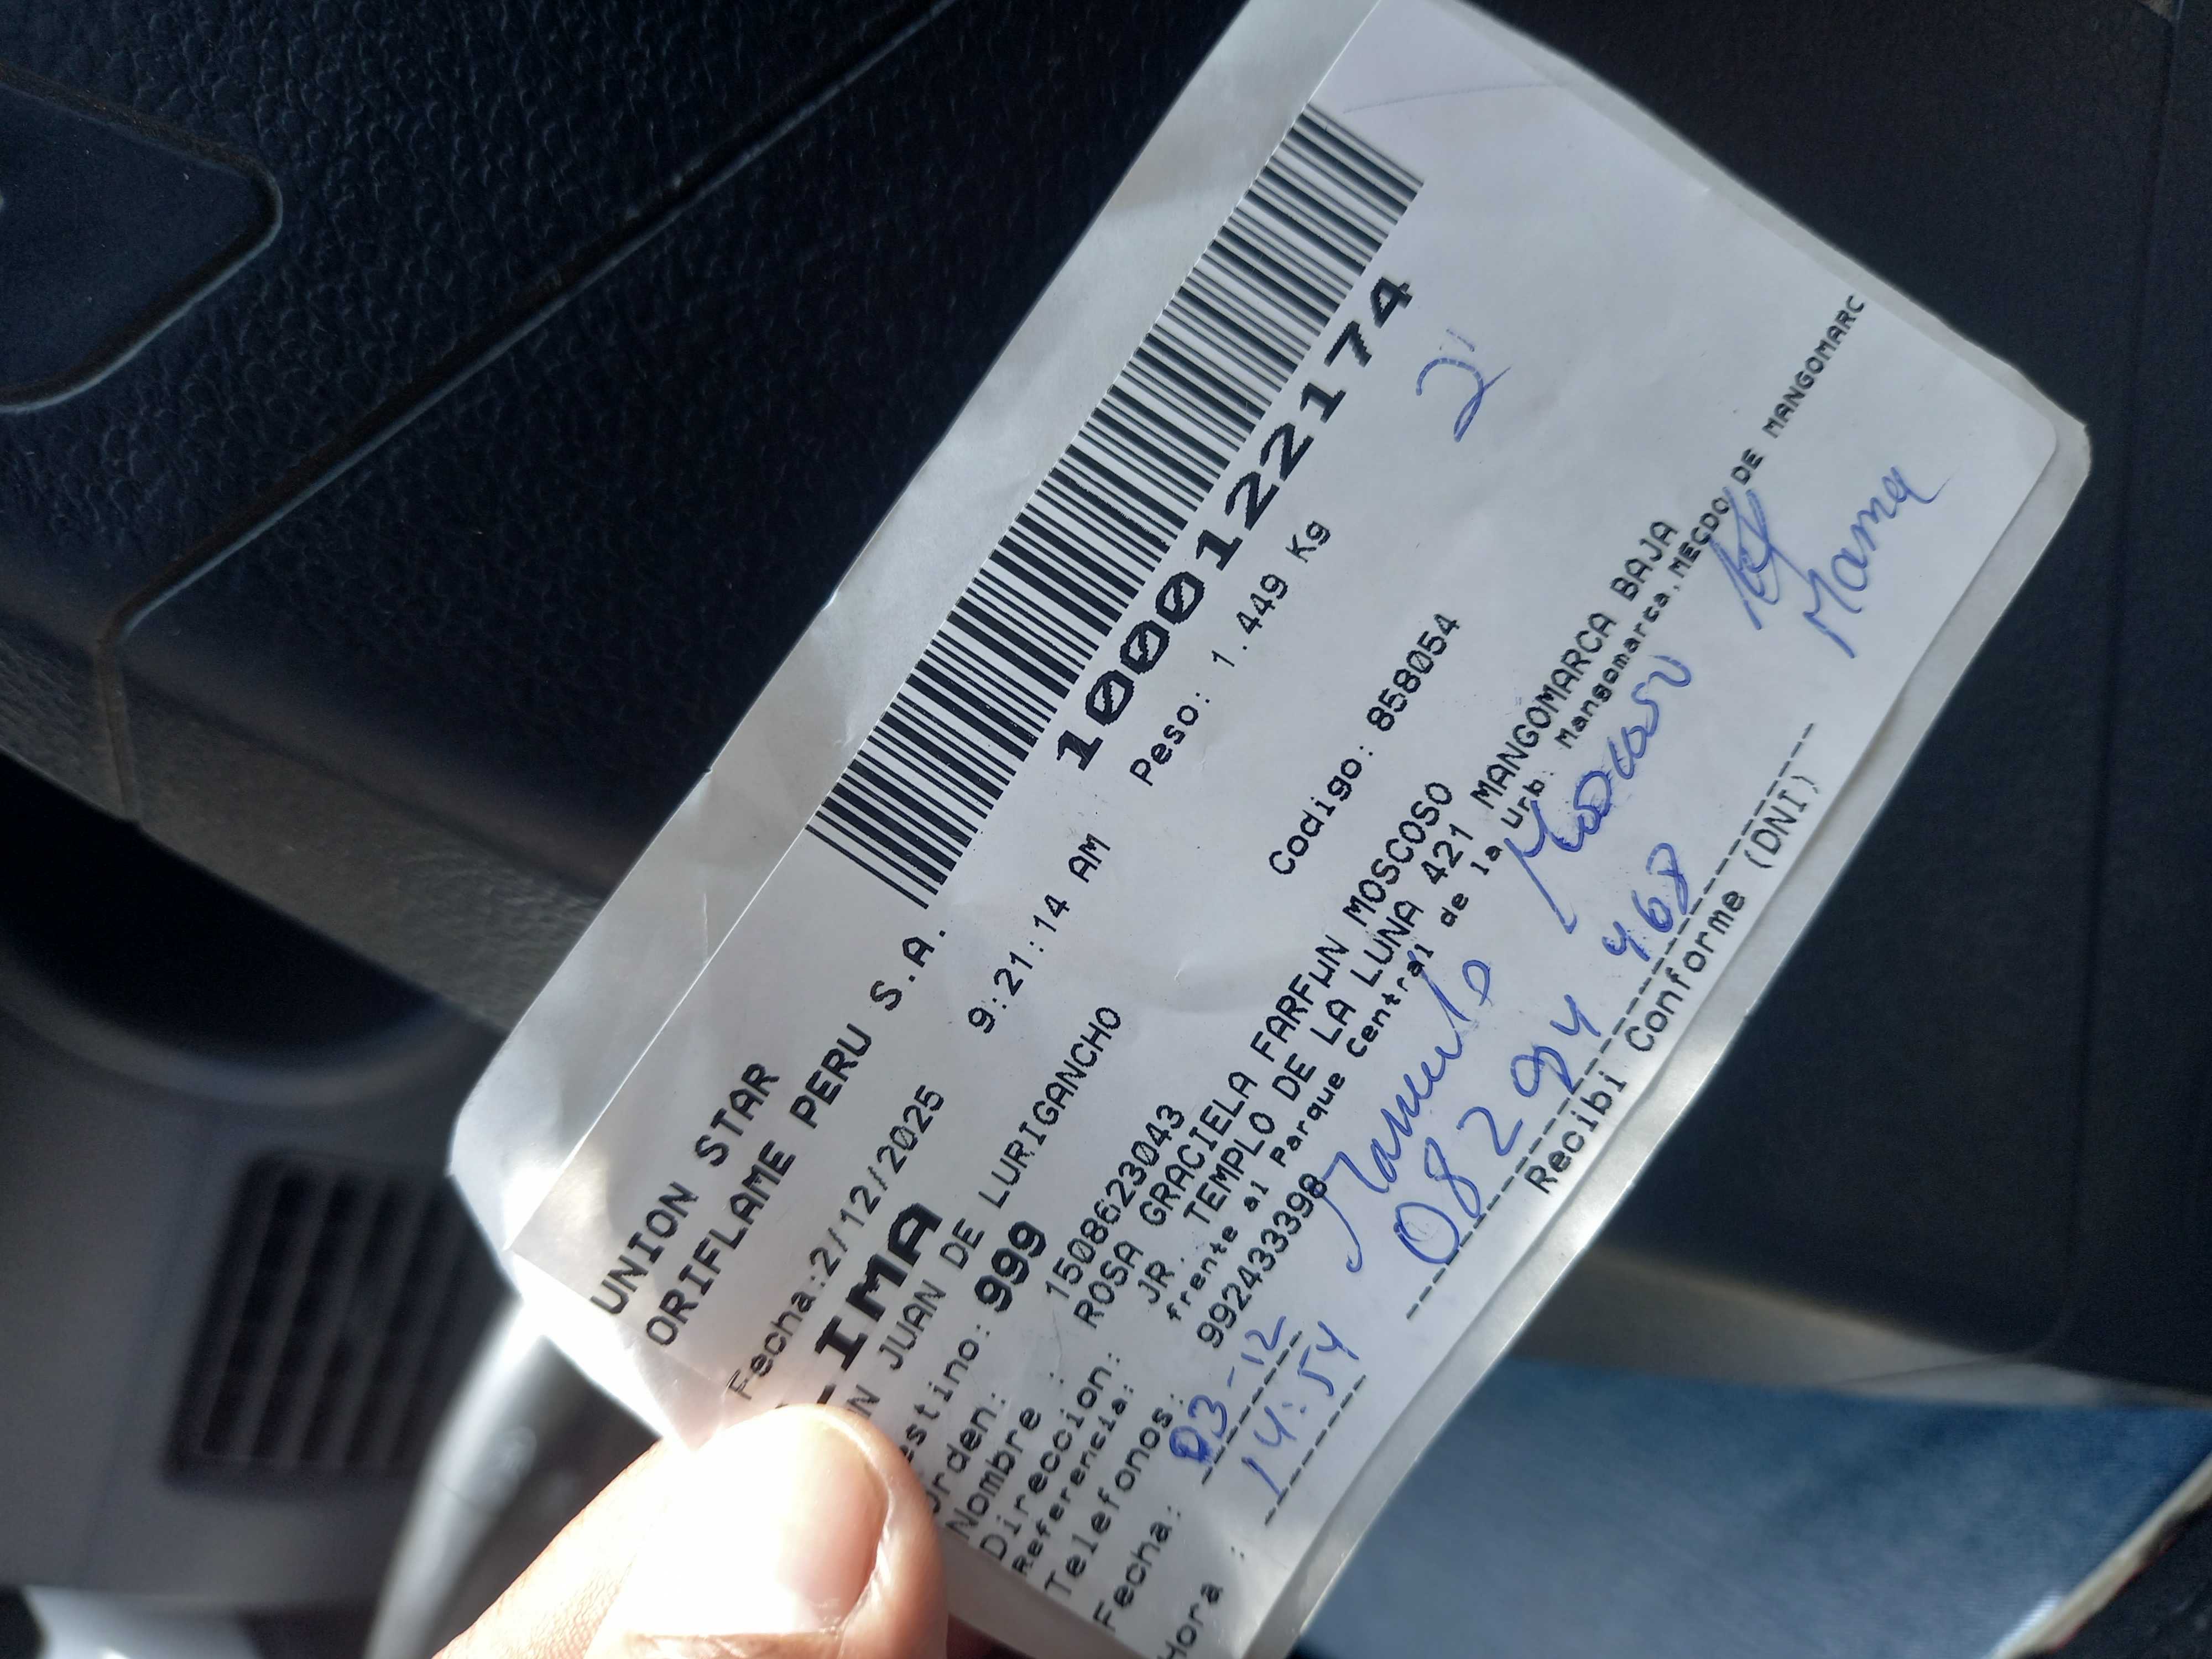 UNION STAR
ORIFLAME PERU S.A.
10001222174
Fecha:2/12/2025 9:21:14 AM Peso: 1.449 Kg
LIMA
2
JUAN DE LURIGANCHO
estino: 999 Codigo: 858054
Orden: 1508623043
Nombre : ROSA GRACIELA FARFµN MOSCOSO
Direccion: JR. TEMPLO DE LA LUNA 421 MANGOMARCA BAJA
Referencia: frente al Parque Central de la Urb. Mangomarca,MECDO DE MANGOMARC
Telefonos: 992433398
Fecha: 03-12
Moscoso
Mama
Hora : 14:54
08294468
Recibi Conforme (DNI)